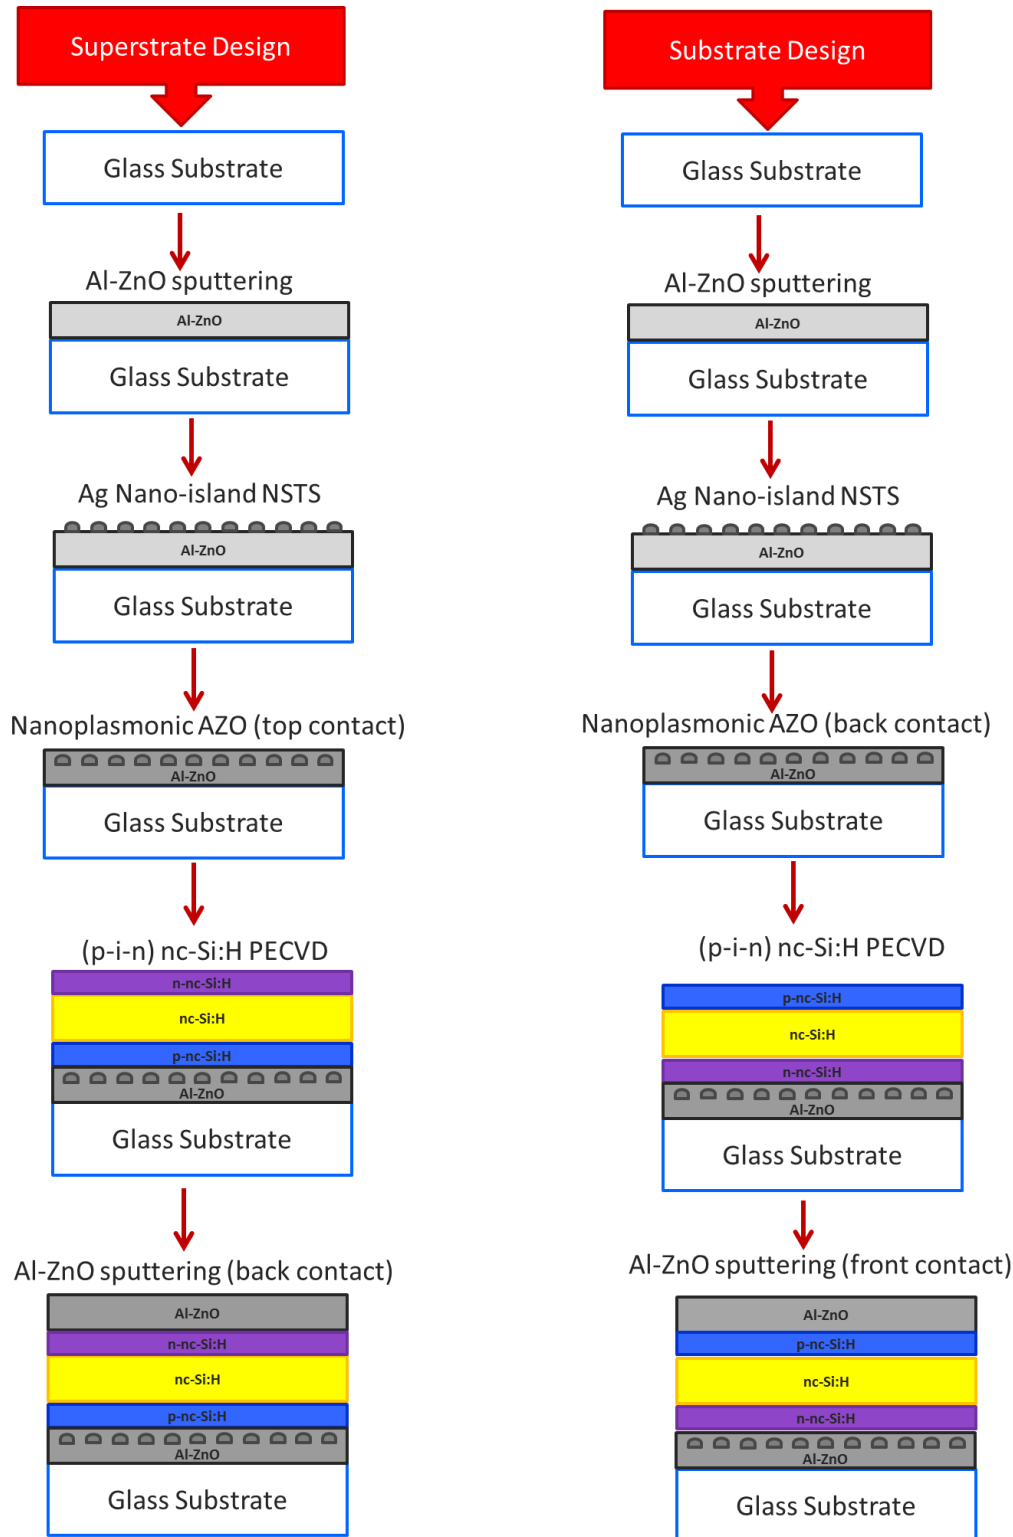 Superstrate Design
Glass Substrate
Al-ZnO sputtering
Al-ZnO
Glass Substrate
Ag Nano-island NSTS
Al-ZnO
Glass Substrate
Nanoplasmonic AZO (top contact)
Al-ZnO
Glass Substrate
(p-i-n) nc-Si:H PECVD
n-nc-Si:H
nc-Si:H
p-nc-Si:H
Al-ZnO
Glass Substrate
Al-ZnO sputtering (back contact)
Al-ZnO
n-nc-Si:H
nc-Si:H
p-nc-Si:H
Al-ZnO
Glass Substrate
Substrate Design
Glass Substrate
Al-ZnO sputtering
Al-ZnO
Glass Substrate
Ag Nano-island NSTS
Al-ZnO
Glass Substrate
Nanoplasmonic AZO (back contact)
Al-ZnO
Glass Substrate
(p-i-n) nc-Si:H PECVD
p-nc-Si:H
nc-Si:H
n-nc-Si:H
Al-ZnO
Glass Substrate
Al-ZnO sputtering (front contact)
Al-ZnO
p-nc-Si:H
nc-Si:H
n-nc-Si:H
Al-ZnO
Glass Substrate